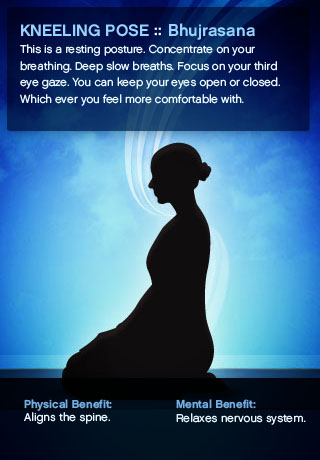 KNEELING POSE :: Bhujrasana
This is a resting posture. Concentrate on your
breathing. Deep slow breaths. Focus on your third
eye gaze. You can keep your eyes open or closed.
Which ever you feel more comfortable with.
Physical Benefit: Mental Benefit:
Aligns the spine. Relaxes nervous system.